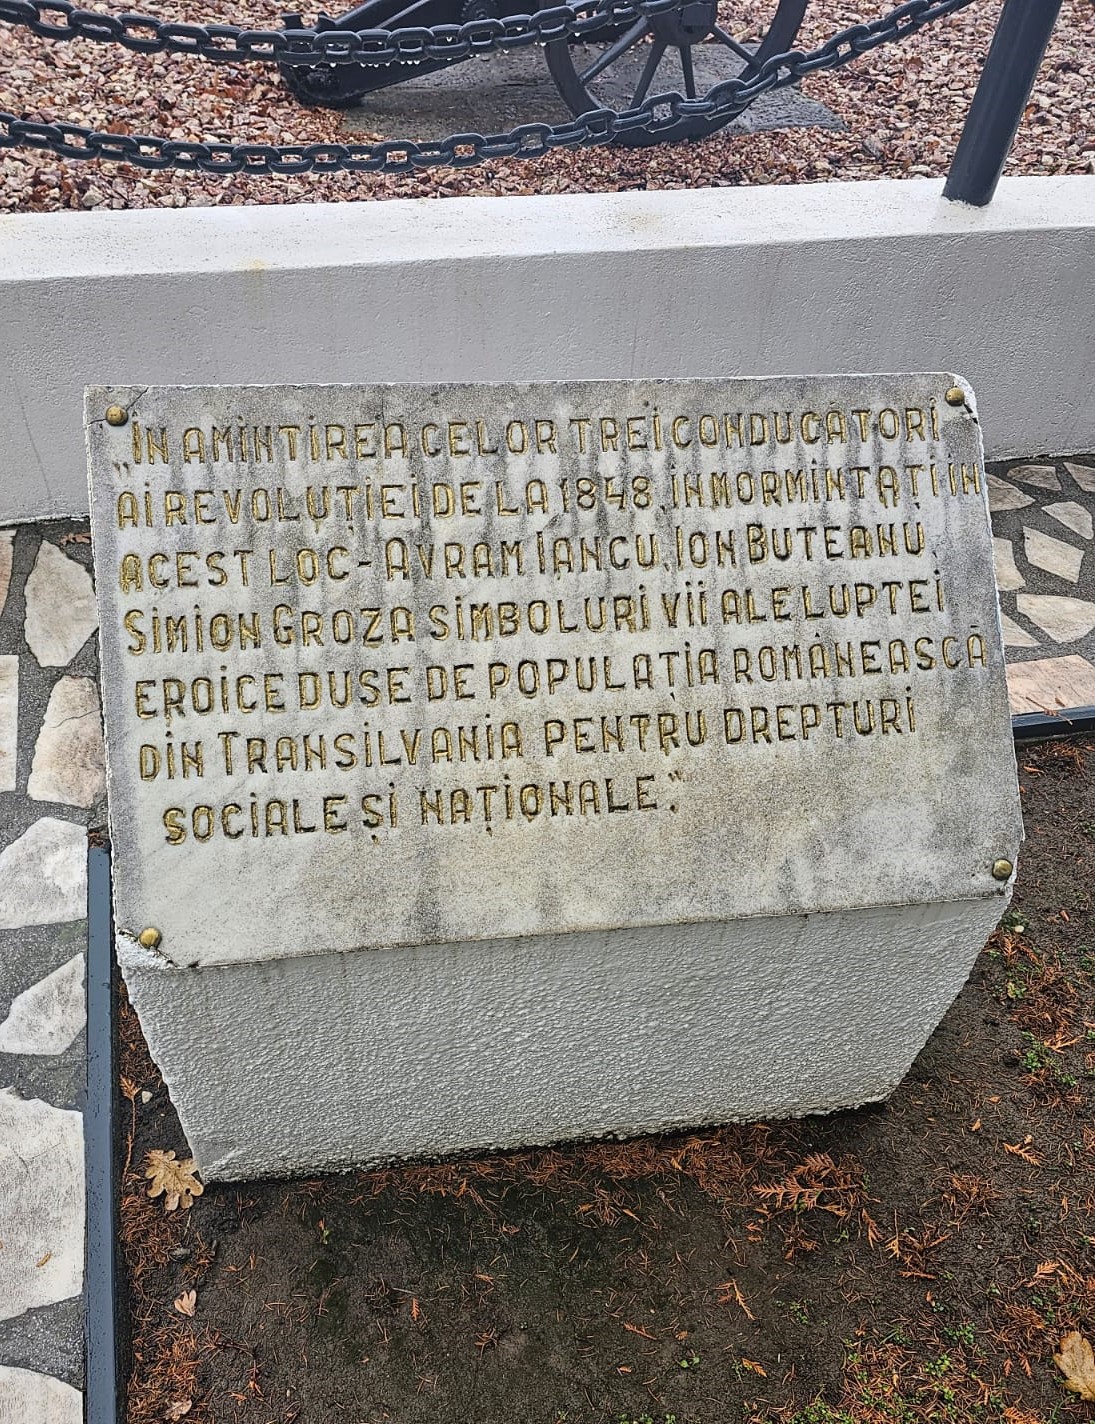 „În amintirea celor trei conducători
ai revoluției de la 1848, înmormîntați în
acest loc - Avram Iancu, Ion Buteanu,
Simion Groza simboluri vii ale luptei
eroice duse de populația românească
din Transilvania pentru drepturi
sociale și naționale.”